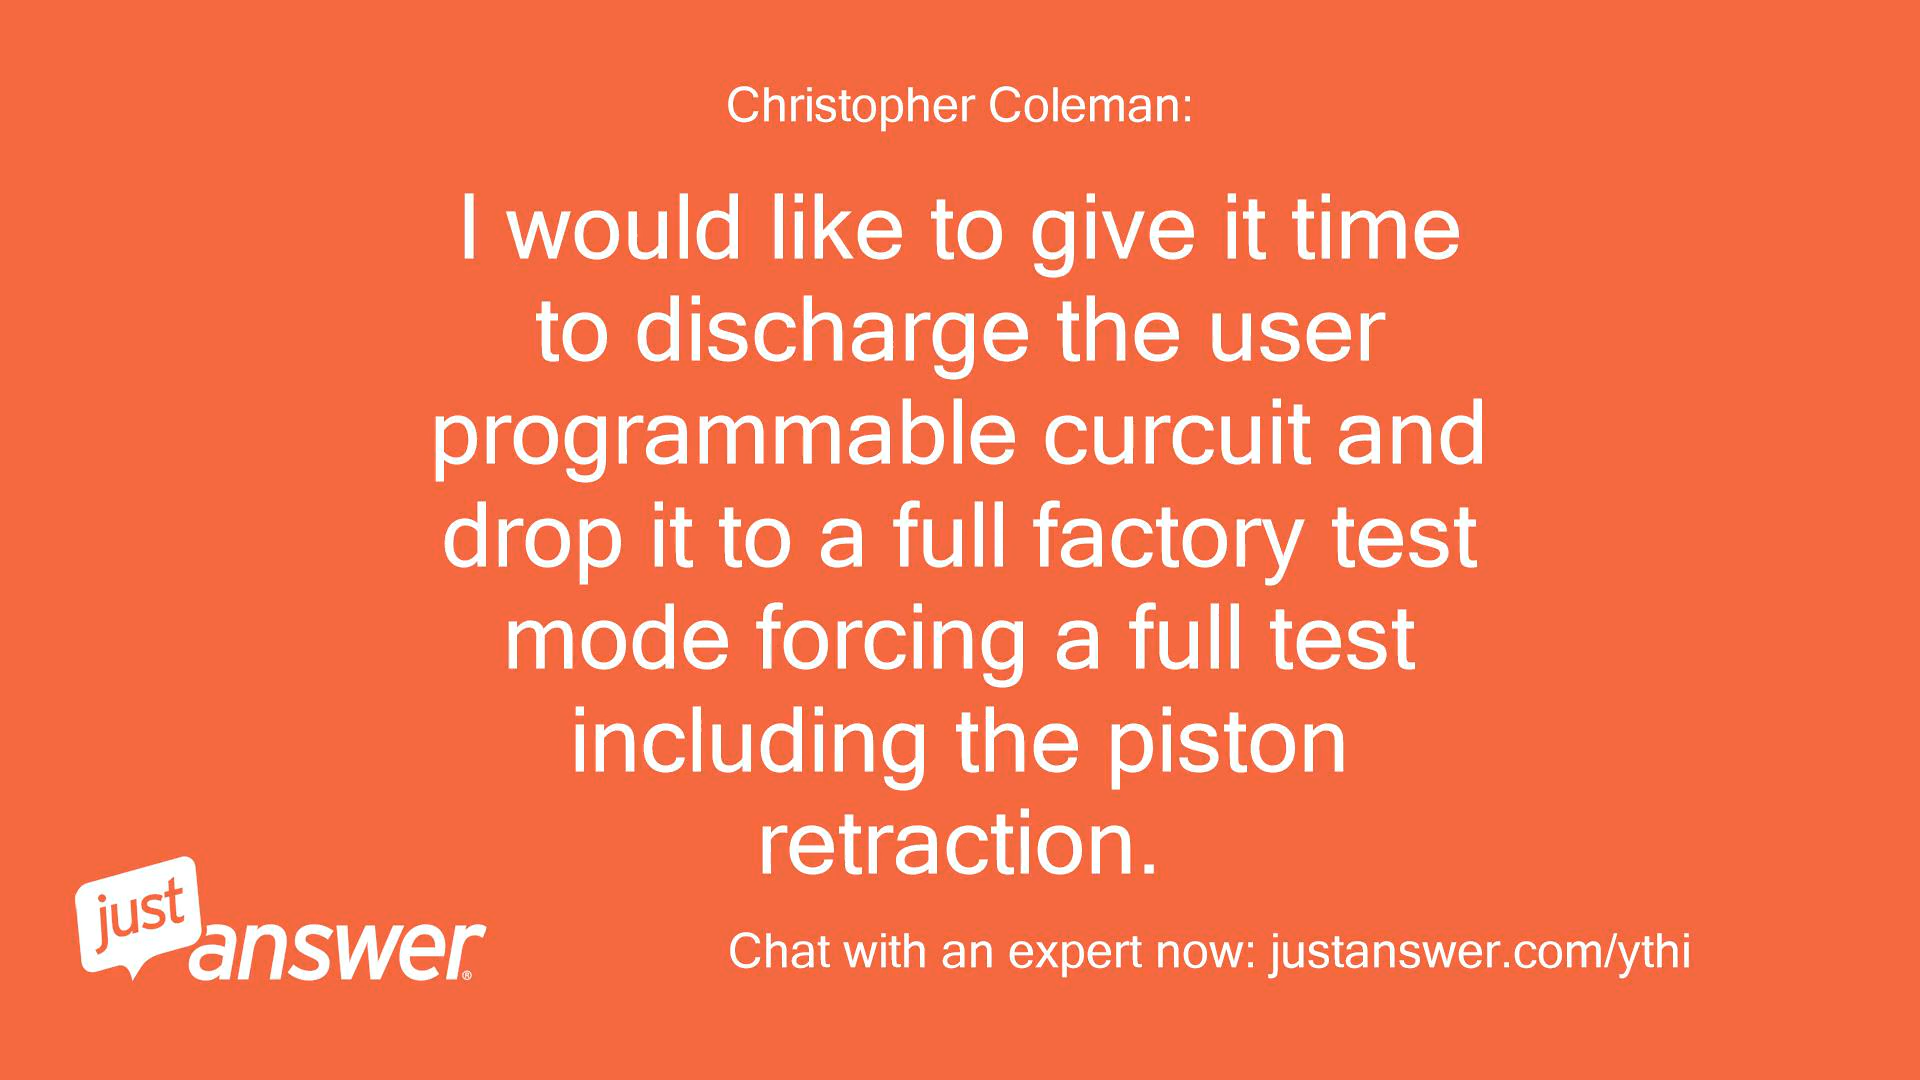 Christopher Coleman:
I would like to give it time
to discharge the user
programmable curcuit and
drop it to a full factory test
mode forcing a full test
including the piston
retraction.
just
answer®
Chat with an expert now: justanswer.com/ythi